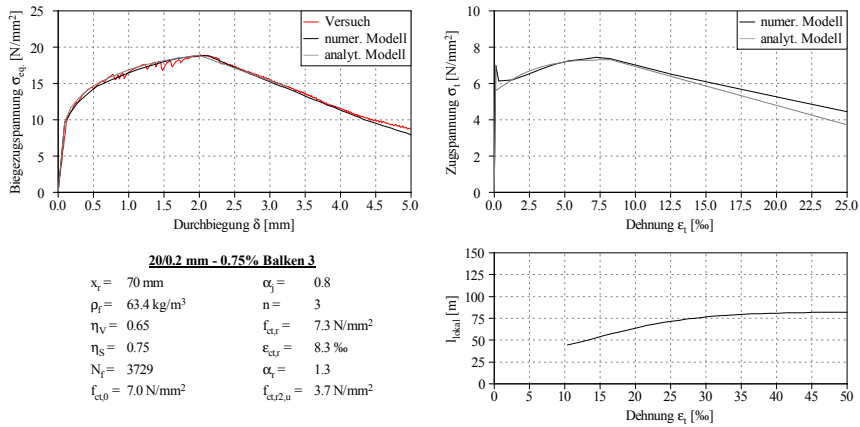 Biegezugspannung σeq. [N/mm²]
25
20
15
10
5
0
0.0 0.5 1.0 1.5 2.0 2.5 3.0 3.5 4.0 4.5 5.0
Durchbiegung δ [mm]
Versuch
numer. Modell
analyt. Modell
Zugspannung σt [N/mm²]
10
8
6
4
2
0
0.0 2.5 5.0 7.5 10.0 12.5 15.0 17.5 20.0 22.5 25.0
Dehnung εt [‰]
numer. Modell
analyt. Modell
20/0.2 mm - 0.75% Balken 3
xr = 70 mm αj = 0.8
ρf = 63.4 kg/m³ n = 3
ηV = 0.65 fct,r = 7.3 N/mm²
ηS = 0.75 εct,r = 8.3 ‰
Nf = 3729 αr = 1.3
fct,0 = 7.0 N/mm² fct,r2,u = 3.7 N/mm²
llokal [m]
150
125
100
75
50
25
0
0 5 10 15 20 25 30 35 40 45 50
Dehnung εt [‰]